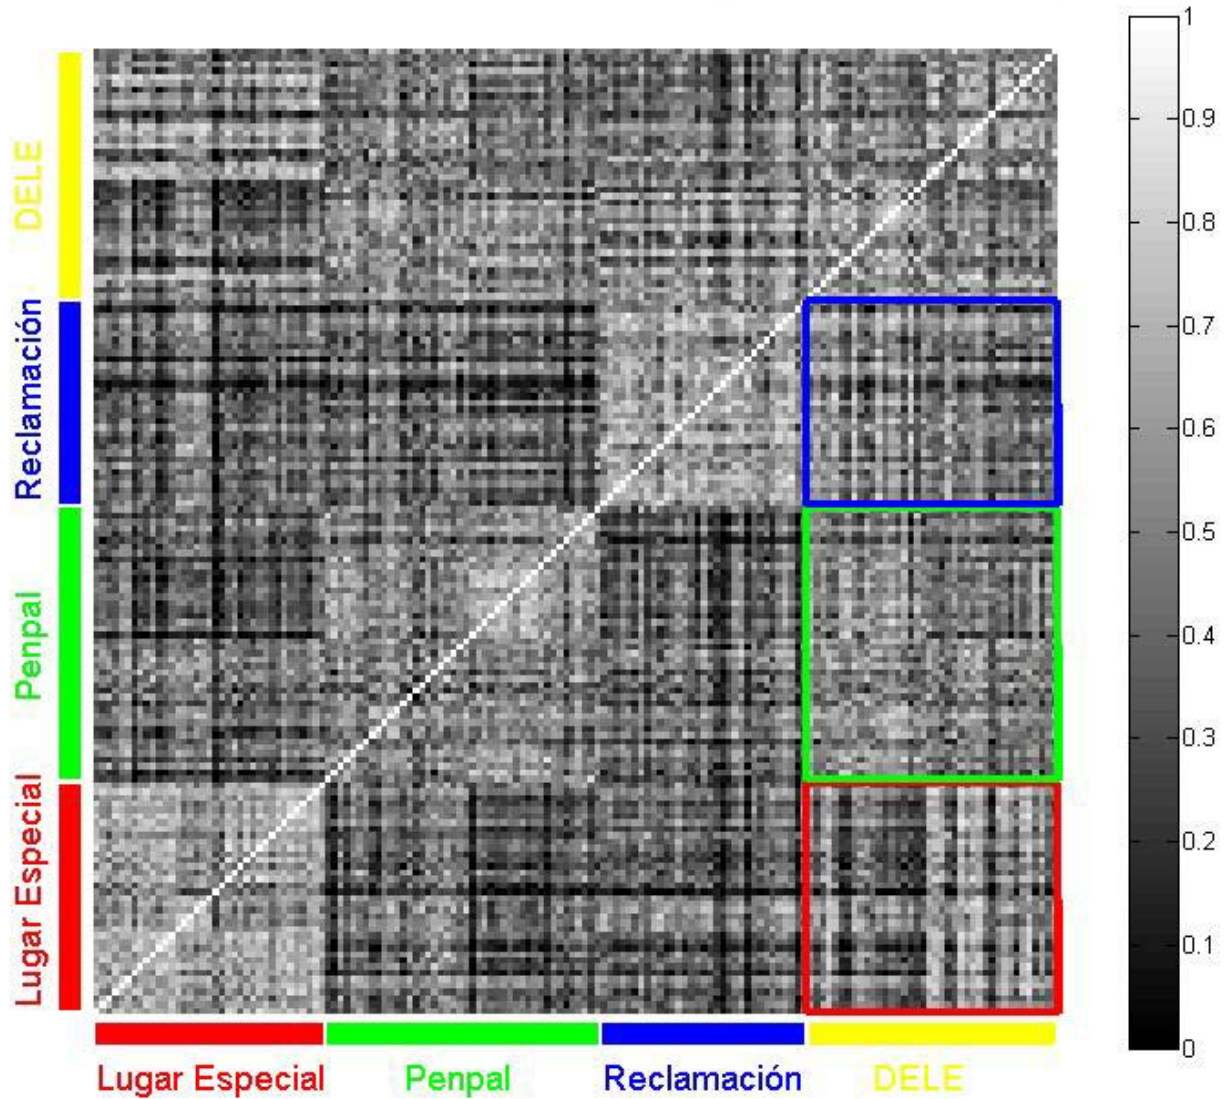 DELE
Reclamación
Penpal
Lugar Especial
Lugar Especial Penpal Reclamación DELE
1
0.9
0.8
0.7
0.6
0.5
0.4
0.3
0.2
0.1
0